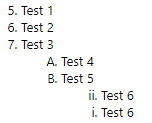 5. Test 1
6. Test 2
7. Test 3
A. Test 4
B. Test 5
ii. Test 6
i. Test 6